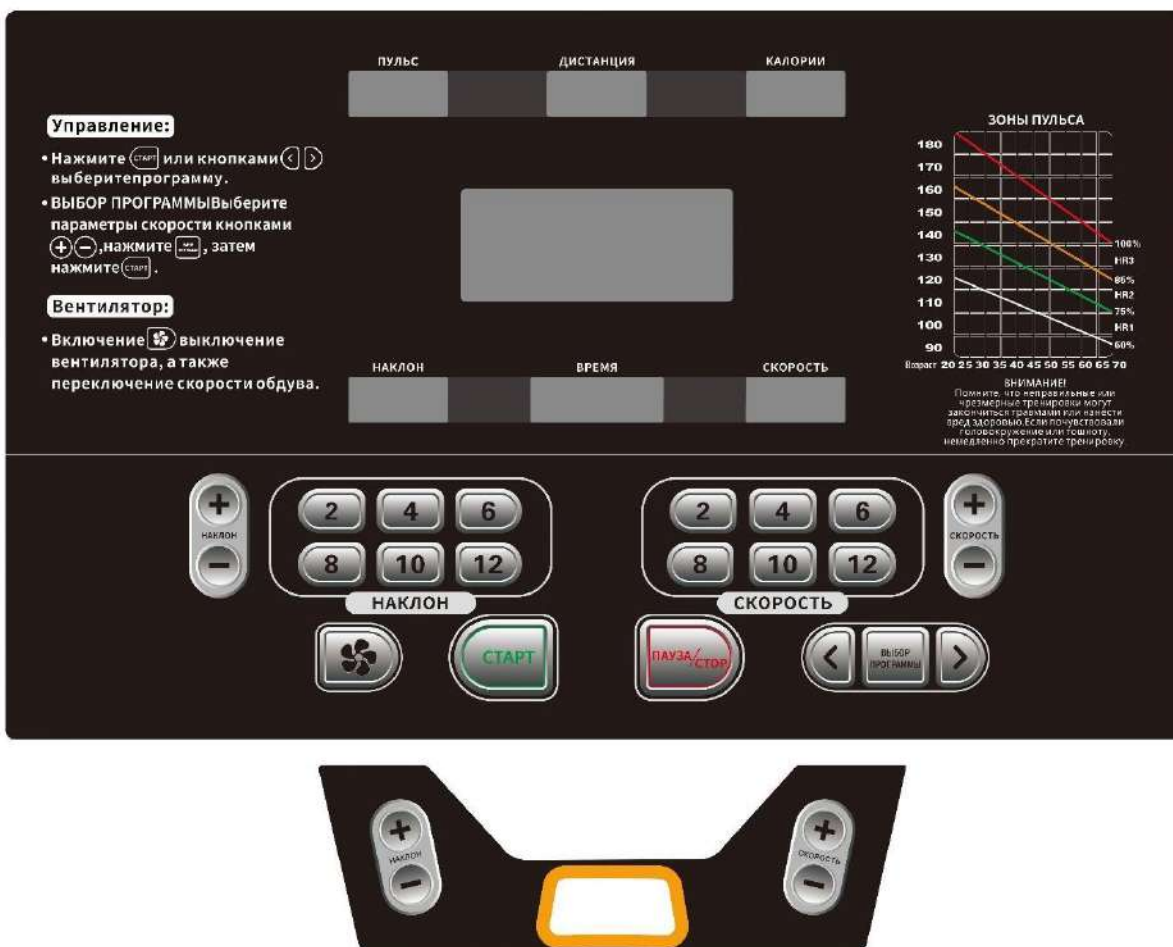 ПУЛЬС ДИСТАНЦИЯ КАЛОРИИ
Управление:
• Нажмите СТАРТ или кнопками < >
выберитепрограмму.
• ВЫБОР ПРОГРАММЫВыберите
параметры скорости кнопками
+ −,нажмите , затем
нажмите СТАРТ .
Вентилятор:
• Включение выключение
вентилятора, а также
переключение скорости обдува.
ЗОНЫ ПУЛЬСА
180
170
160
150
140
130
120
110
100
90
100%
HR3
85%
HR2
75%
HR1
60%
Возраст 20 25 30 35 40 45 50 55 60 65 70
ВНИМАНИЕ!
Помните, что неправильные или
чрезмерные тренировки могут
закончиться травмами или нанести
вред здоровью.Если почувствовали
головокружение или тошноту,
немедленно прекратите тренировку
НАКЛОН ВРЕМЯ СКОРОСТЬ
+
НАКЛОН
−
2 4 6
8 10 12
НАКЛОН
2 4 6
8 10 12
СКОРОСТЬ
+
СКОРОСТЬ
−
СТАРТ
ПАУЗА/СТОР
<
ВЫБОР
ПРОГРАММЫ
>
+
НАКЛОН
−
+
СКОРОСТЬ
−